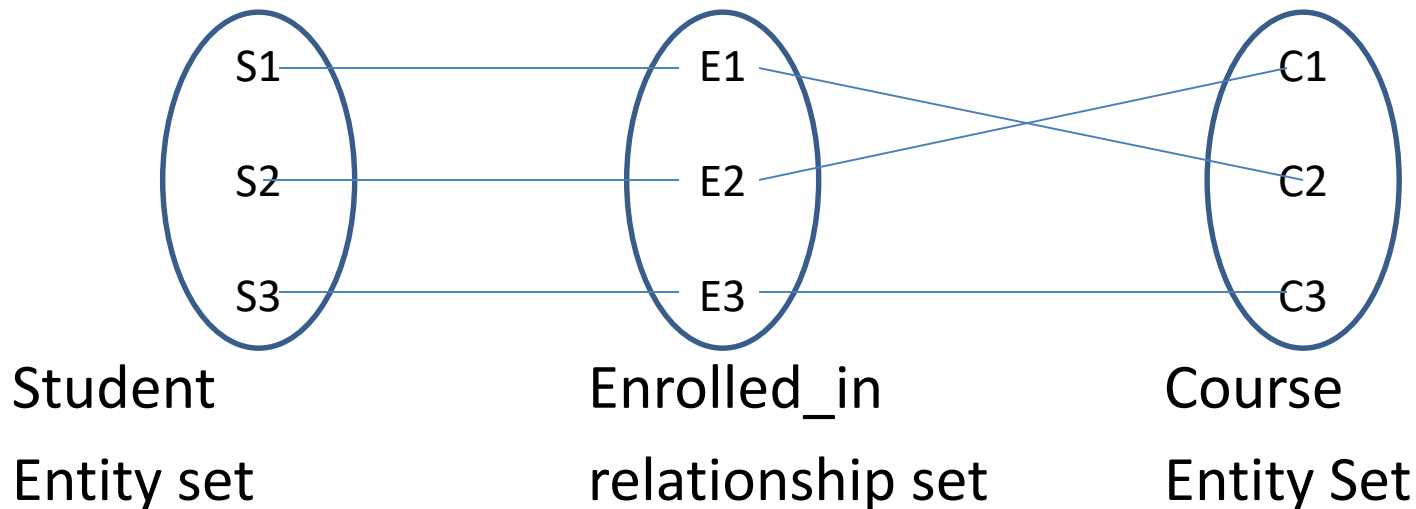 S1 E1 C1
S2 E2 C2
S3 E3 C3
Student Enrolled_in Course
Entity set relationship set Entity Set